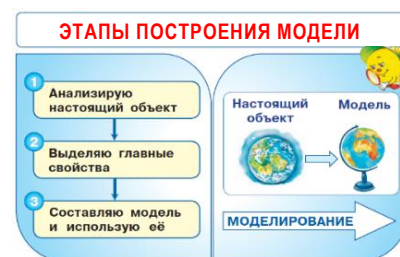 ЭТАПЫ ПОСТРОЕНИЯ МОДЕЛИ
1
Анализирую
настоящий объект
2
Выделяю главные
свойства
3
Составляю модель
и использую её
Настоящий
объект
Модель
МОДЕЛИРОВАНИЕ